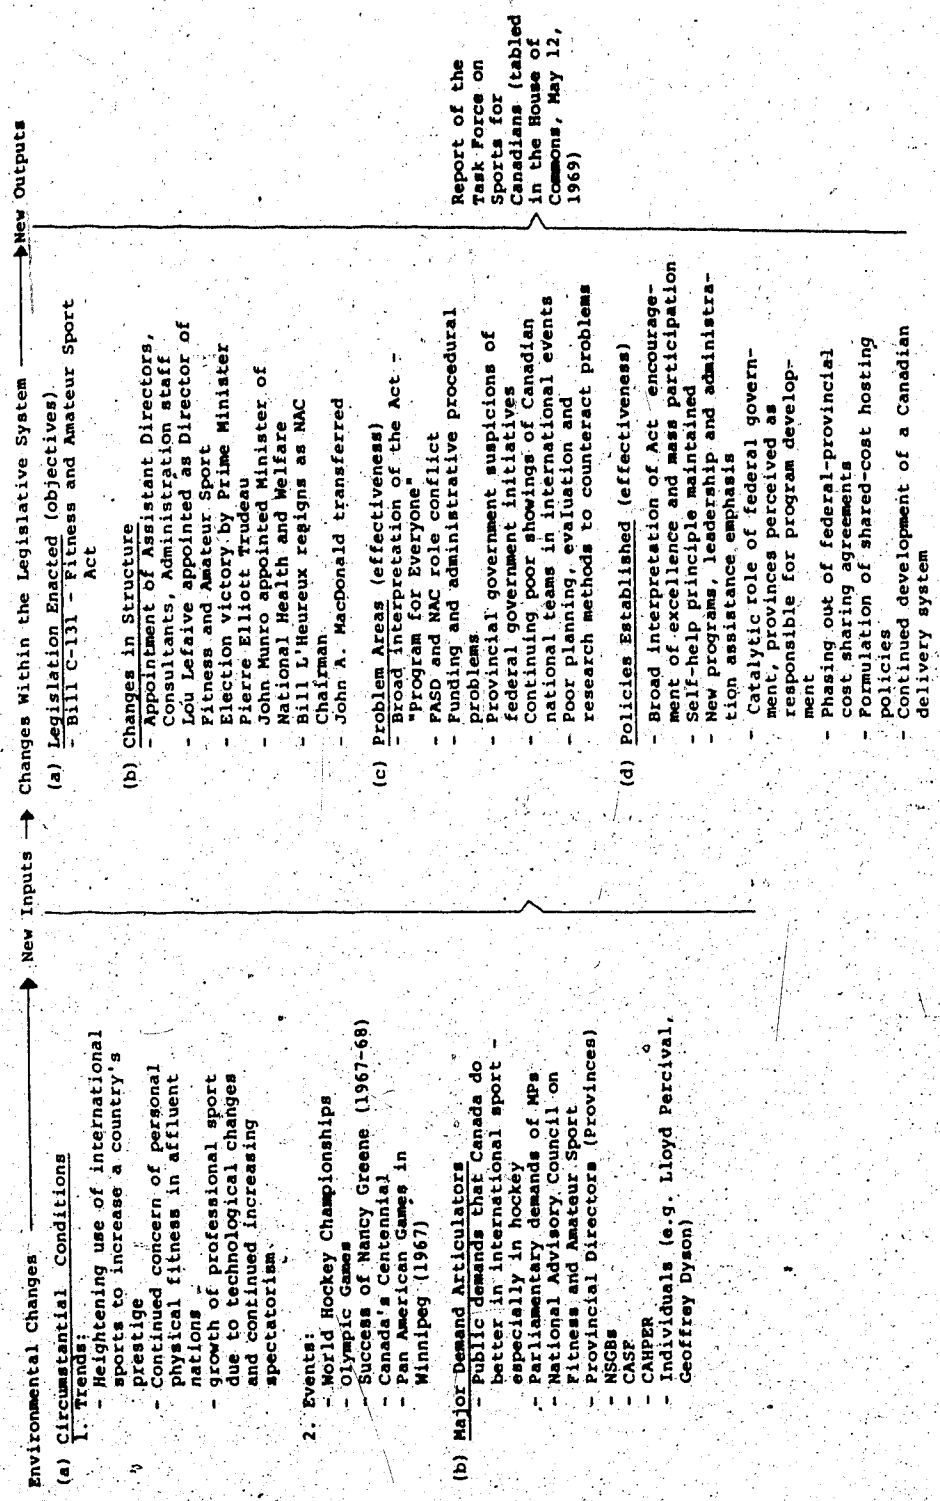 Environmental Changes ⟶ New Inputs ⟶ Changes Within the Legislative System ⟶ New Outputs
(a) Circumstantial Conditions
1. Trends:
- Heightening use of international
sports to increase a country's
prestige
- Continued concern of personal
physical fitness in affluent
nations
- growth of professional sport
due to technological changes
and continued increasing
spectatorism
2. Events:
- World Hockey Championships
- Olympic Games
- Success of Nancy Greene (1967-68)
- Canada's Centennial
- Pan American Games in
Winnipeg (1967)
(b) Major Demand Articulators
- Public demands that Canada do
better in international sport -
especially in hockey
- Parliamentary demands of MPs
- National Advisory Council on
Fitness and Amateur Sport
- Provincial Directors (Provinces)
- NSGBs
- CASF
- CAHPER
- Individuals (e.g. Lloyd Percival,
Geoffrey Dyson)
(a) Legislation Enacted (objectives)
- Bill C-131 - Fitness and Amateur Sport
Act
(b) Changes in Structure
- Appointment of Assistant Directors,
Consultants, Administration staff
- Lou Lefaive appointed as Director of
Fitness and Amateur Sport
- Election victory by Prime Minister
Pierre Elliott Trudeau
- John Munro appointed Minister of
National Health and Welfare
- Bill L'Heureux resigns as NAC
Chairman
- John A. MacDonald transferred
(c) Problem Areas (effectiveness)
- Broad interpretation of the Act -
"Program for Everyone"
- FASD and NAC role conflict
- Funding and administrative procedural
problems
- Provincial government suspicions of
federal government initiatives
- Continuing poor showings of Canadian
national teams in international events
- Poor planning, evaluation and
research methods to counteract problems
(d) Policies Established (effectiveness)
- Broad interpretation of Act encourage-
ment of excellence and mass participation
- Self-help principle maintained
- New programs, leadership and administra-
tion assistance emphasis
- Catalytic role of federal govern-
ment, provinces perceived as
responsible for program develop-
ment
- Phasing out of federal-provincial
cost sharing agreements
- Formulation of shared-cost hosting
policies
- Continued development of a Canadian
delivery system
Report of the
Task Force on
Sports for
Canadians (tabled
in the House of
Commons, May 12,
1969)